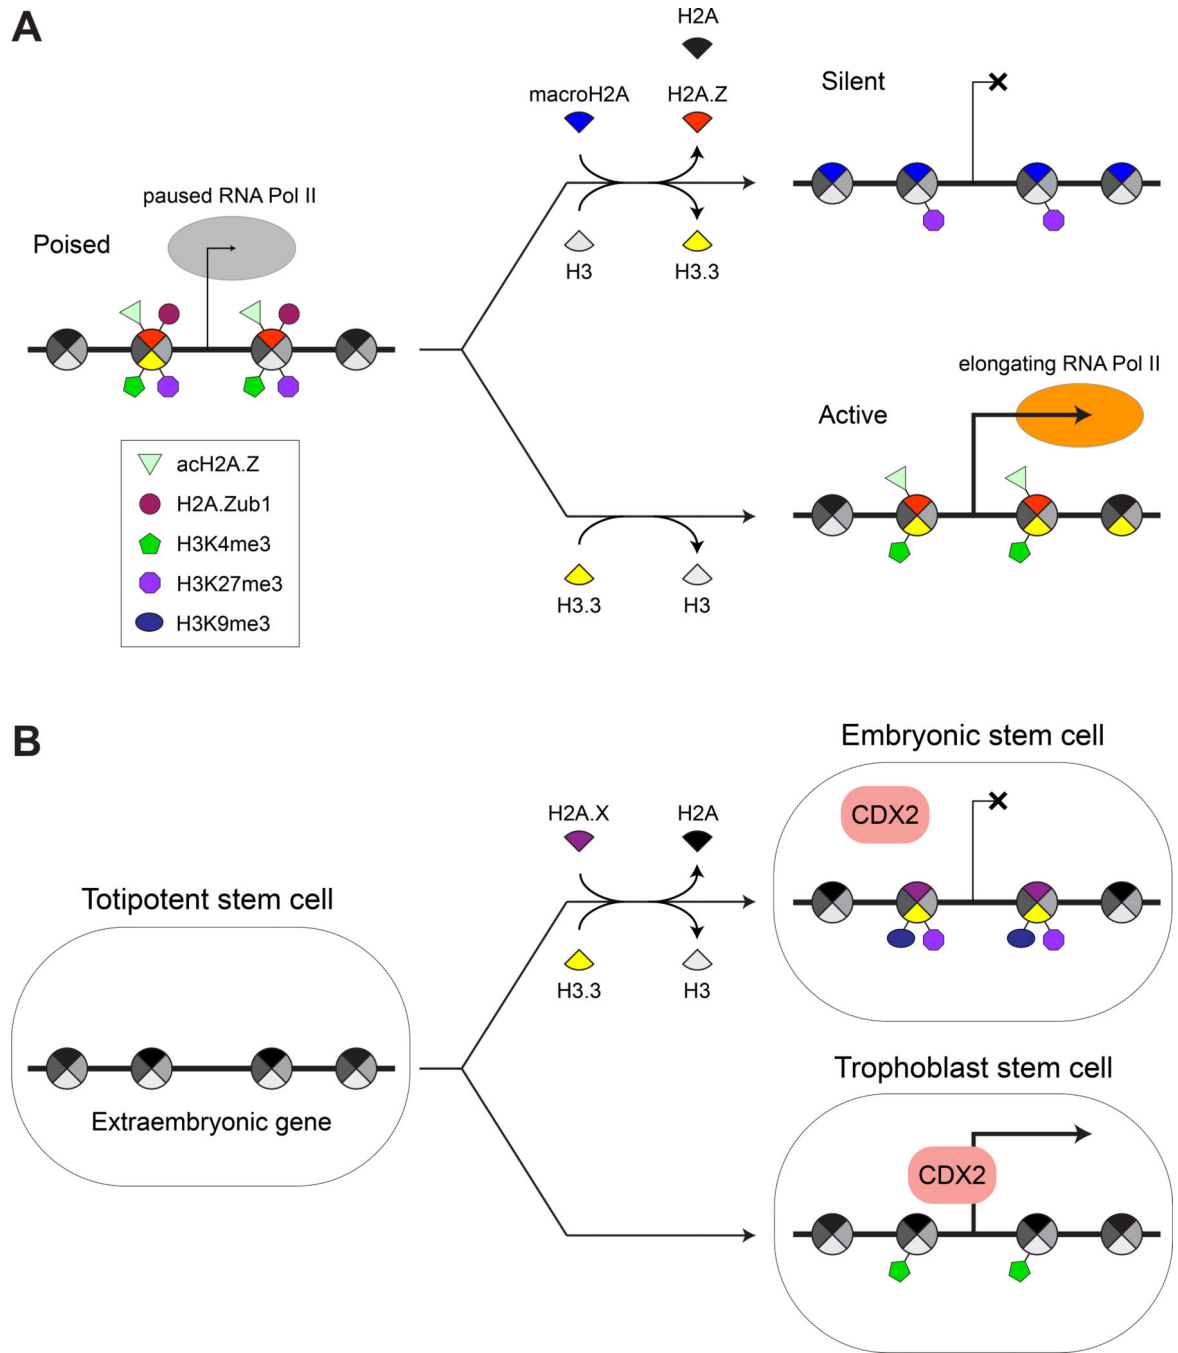 A
H2A
macroH2A
H2A.Z
Silent
paused RNA Pol II
Poised
H3
H3.3
elongating RNA Pol II
Active
acH2A.Z
H2A.Zub1
H3K4me3
H3K27me3
H3K9me3
H3.3
H3
B
Embryonic stem cell
H2A.X
H2A
CDX2
Totipotent stem cell
H3.3
H3
Extraembryonic gene
Trophoblast stem cell
CDX2